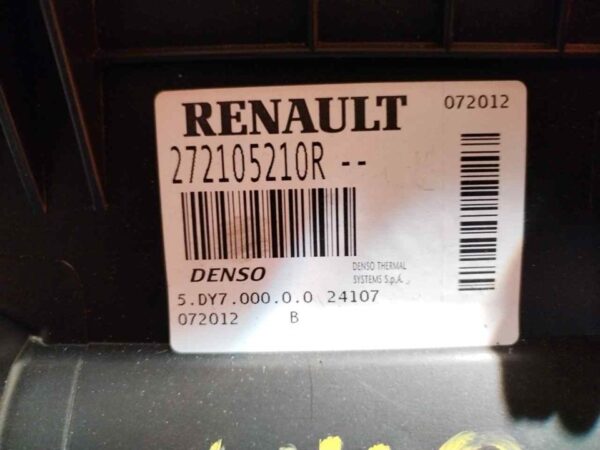 RENAULT
072012
272105210R --
DENSO
DENSO THERMAL
SYSTEMS S.p.A.
5.DY7.000.0.0 24107
072012 B